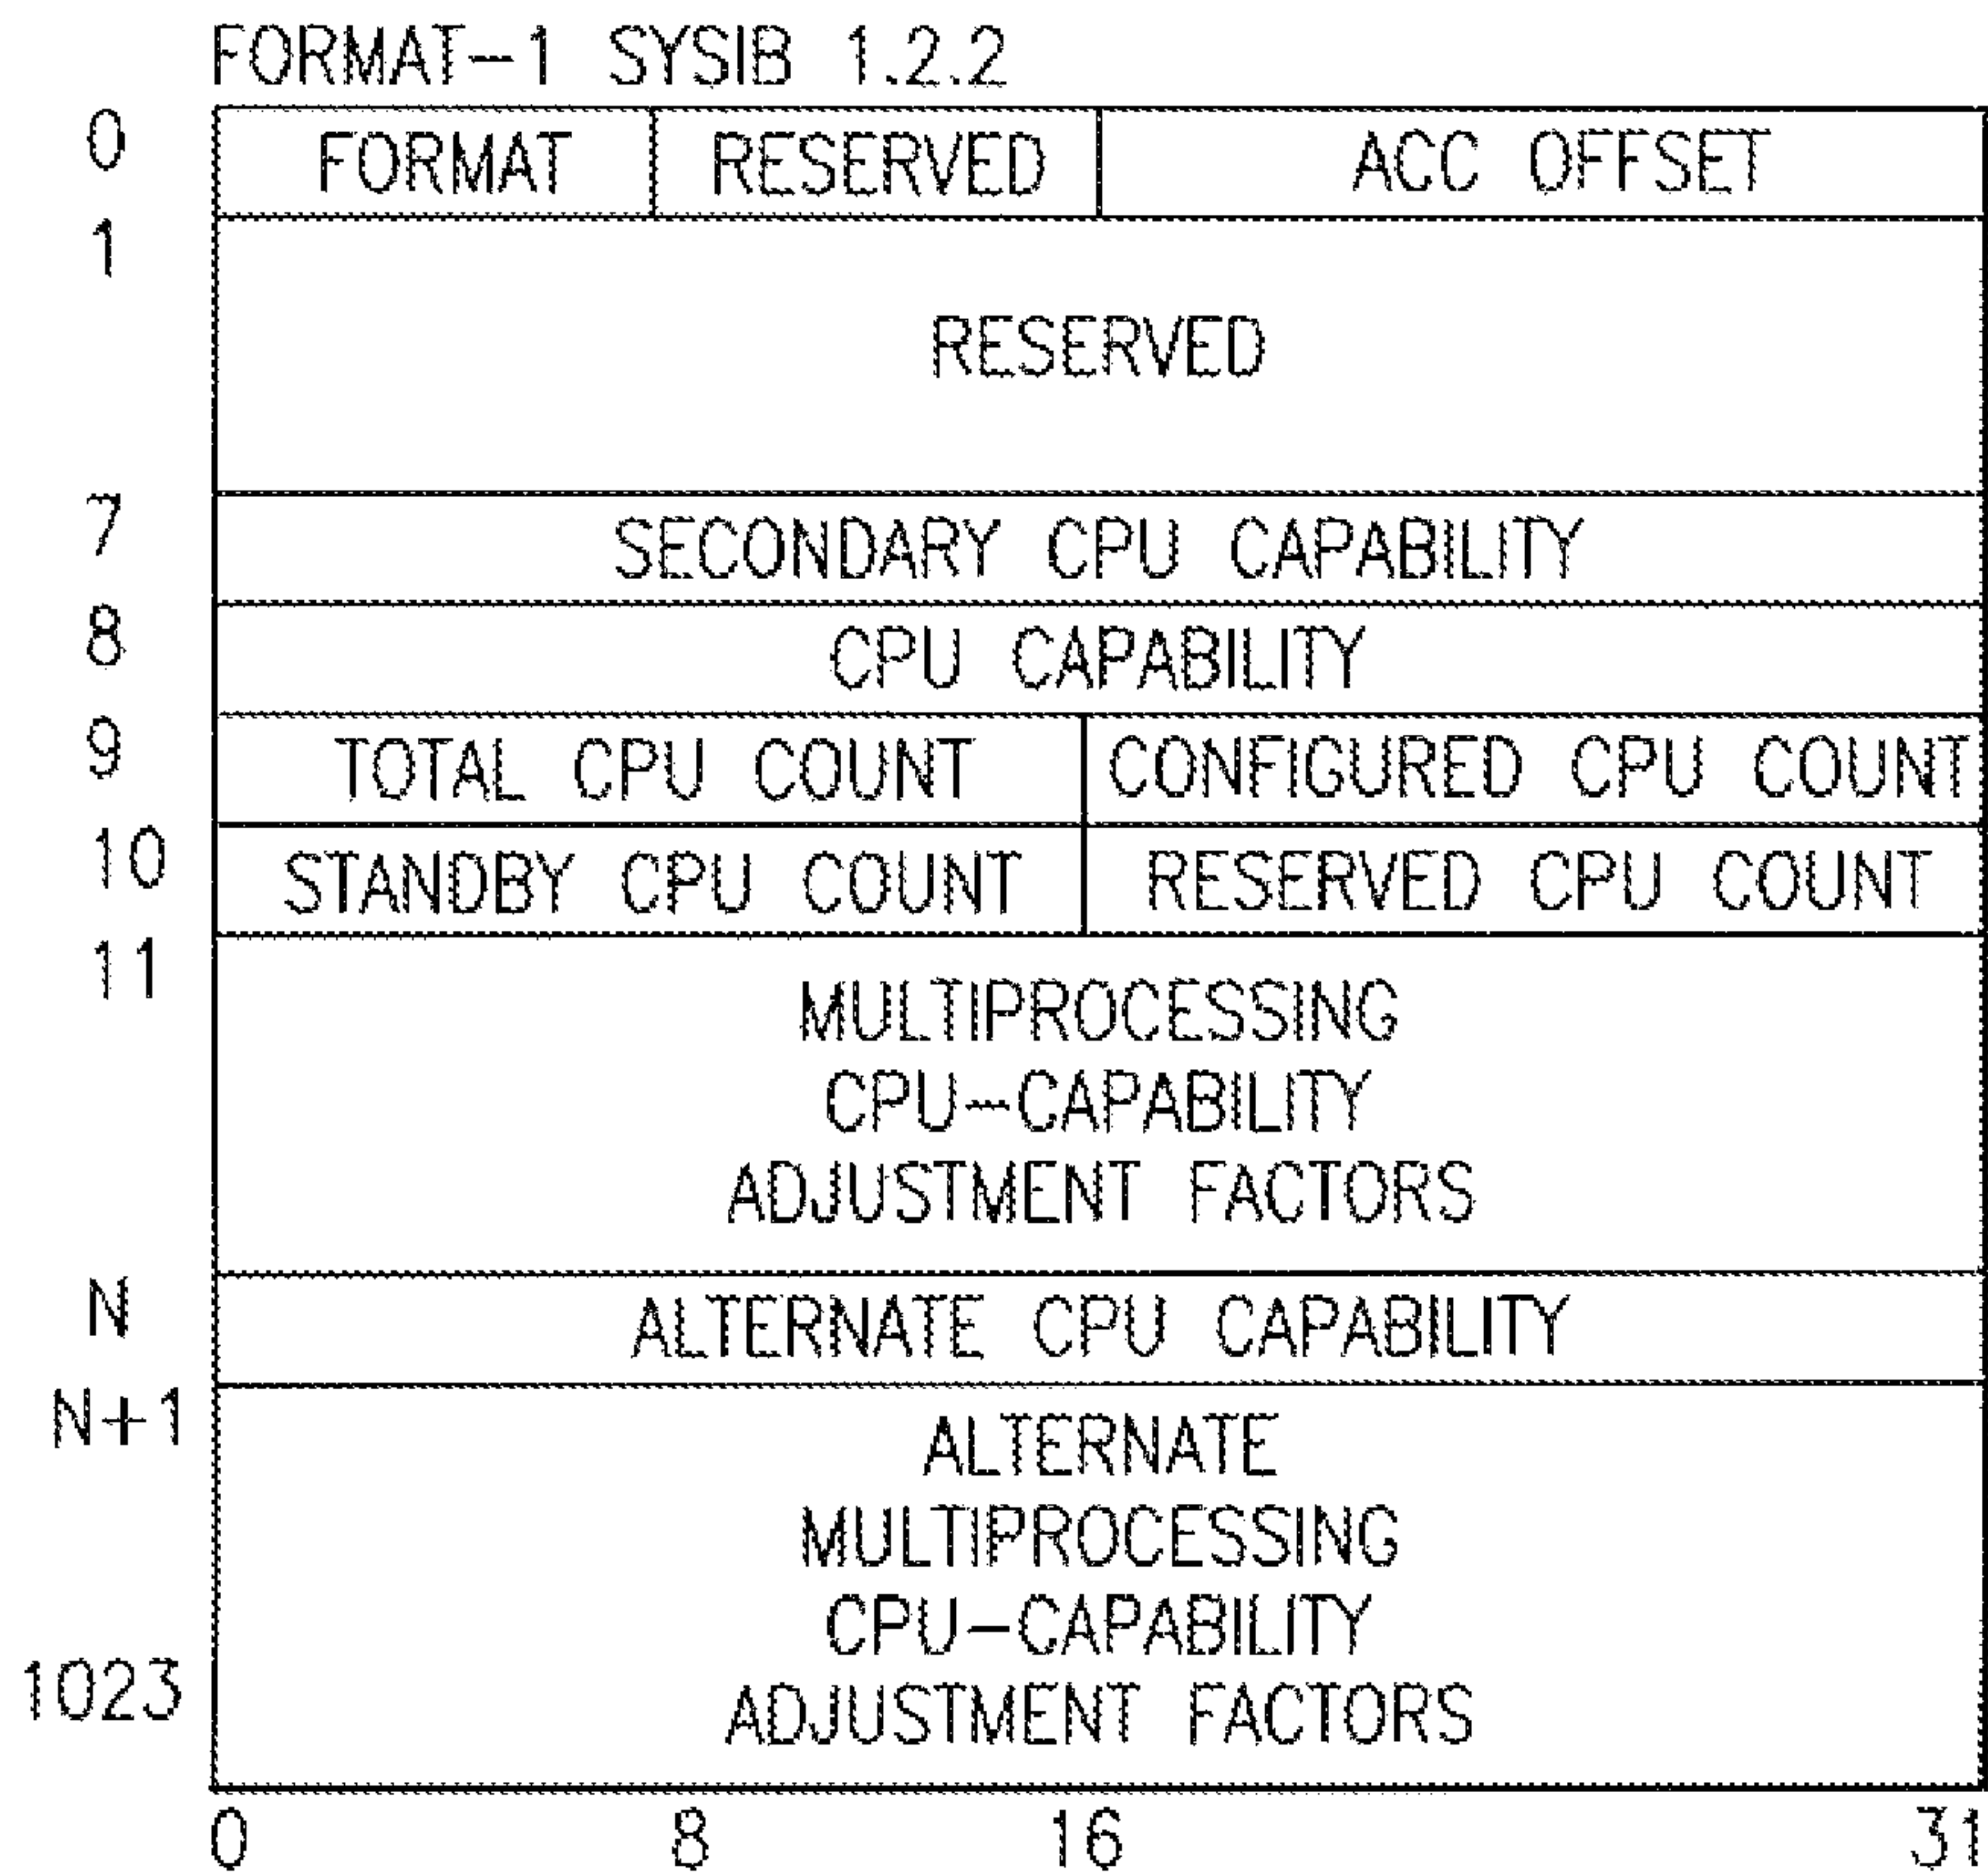 FORMAT-1 SYSIB 1.2.2
0 FORMAT RESERVED ACC OFFSET
1
RESERVED
7 SECONDARY CPU CAPABILITY
8 CPU CAPABILITY
9 TOTAL CPU COUNT CONFIGURED CPU COUNT
10 STANDBY CPU COUNT RESERVED CPU COUNT
11 MULTIPROCESSING
CPU-CAPABILITY
ADJUSTMENT FACTORS
N ALTERNATE CPU CAPABILITY
N+1 ALTERNATE
MULTIPROCESSING
CPU-CAPABILITY
1023 ADJUSTMENT FACTORS
0 8 16 31